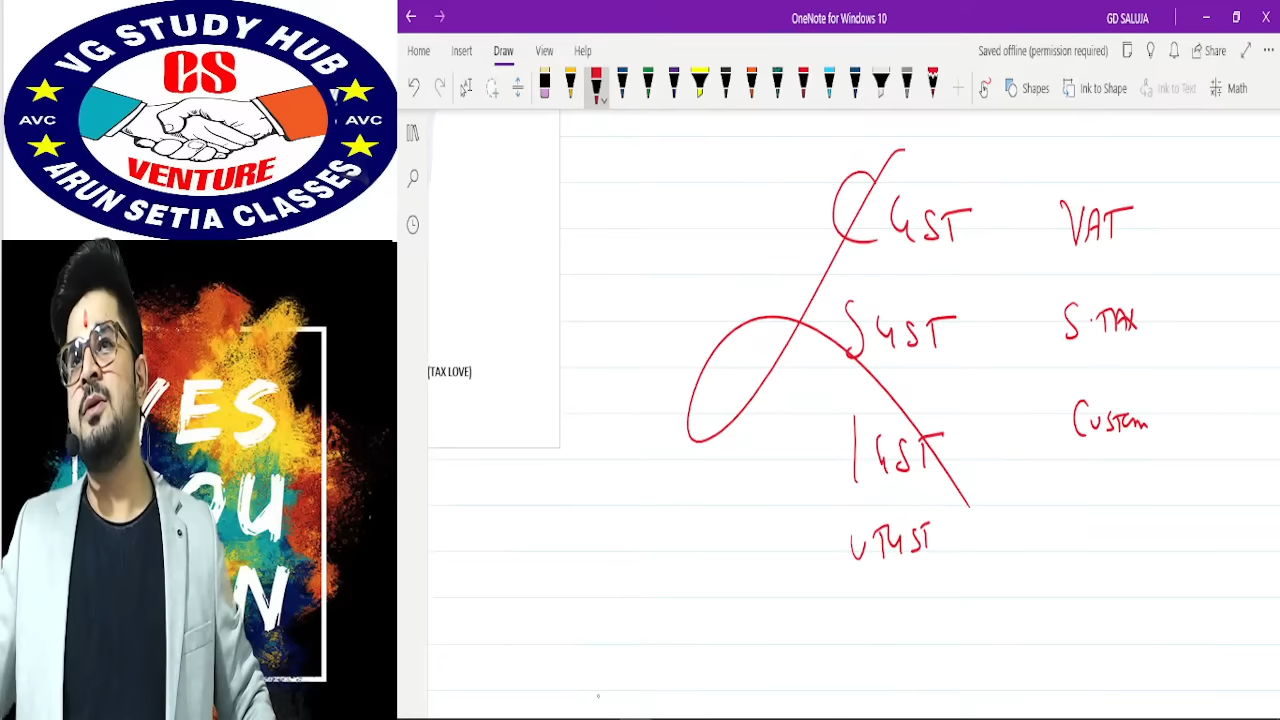 VG STUDY HUB
CS
AVC
AVC
VENTURE
ARUN SETIA CLASSES
YES
YOU
N
OneNote for Windows 10
GD SALUJA
Home Insert Draw View Help
Saved offline (permission required)
Share
Shapes
Ink to Shape
Ink to Text
Math
(TAX LOVE)
CGST VAT
SGST S.TAX
IGST Custom
UTGST